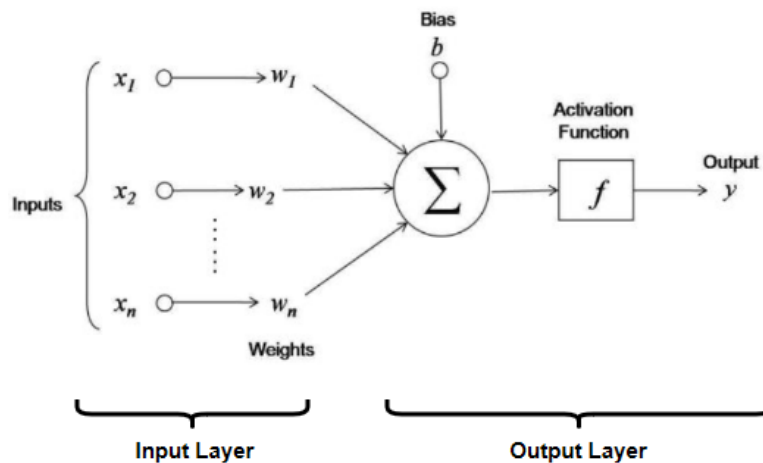 Bias
b
x1 w1
Activation
Function
Inputs x2 w2 Σ f Output
y
xn wn
Weights
Input Layer Output Layer